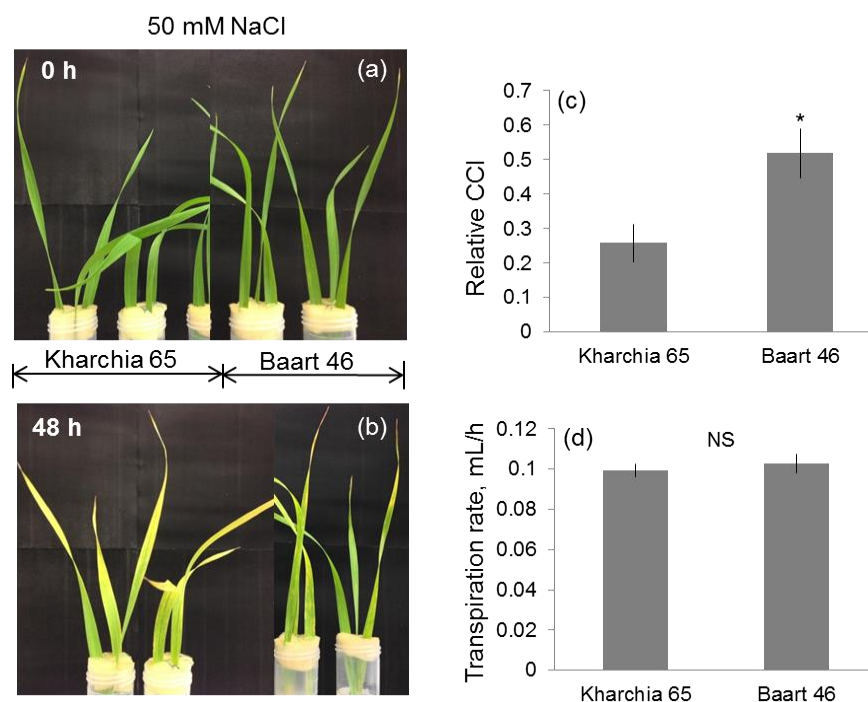 50 mM NaCl
0 h
(a)
Kharchia 65
Baart 46
48 h
(b)
(c)
Relative CCI
0.7
0.6
0.5
0.4
0.3
0.2
0.1
0
*
Kharchia 65
Baart 46
(d)
NS
Transpiration rate, mL/h
0.12
0.1
0.08
0.06
0.04
0.02
0
Kharchia 65
Baart 46